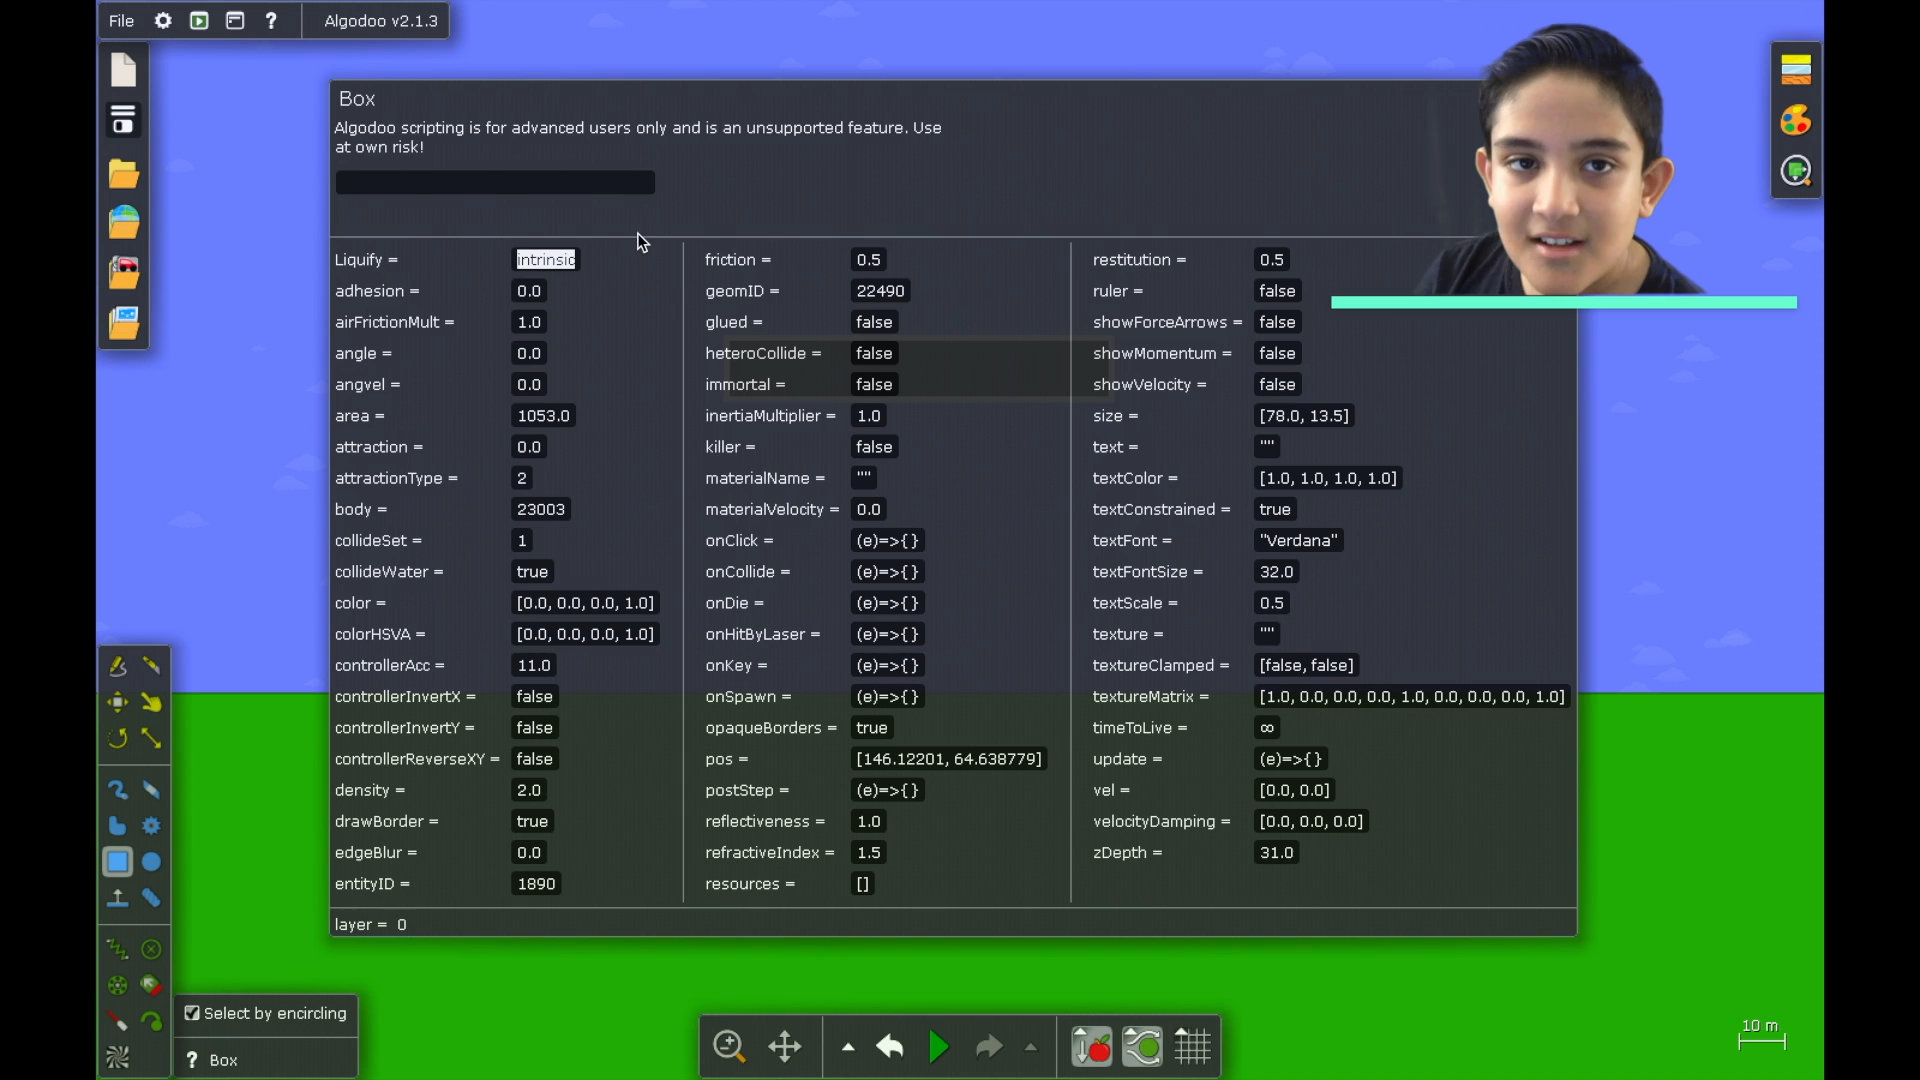 File ? Algodoo v2.1.3
Box
Algodoo scripting is for advanced users only and is an unsupported feature. Use
at own risk!
Liquify = intrinsic
adhesion = 0.0
airFrictionMult = 1.0
angle = 0.0
angvel = 0.0
area = 1053.0
attraction = 0.0
attractionType = 2
body = 23003
collideSet = 1
collideWater = true
color = [0.0, 0.0, 0.0, 1.0]
colorHSVA = [0.0, 0.0, 0.0, 1.0]
controllerAcc = 11.0
controllerInvertX = false
controllerInvertY = false
controllerReverseXY = false
density = 2.0
drawBorder = true
edgeBlur = 0.0
entityID = 1890
friction = 0.5
geomID = 22490
glued = false
heteroCollide = false
immortal = false
inertiaMultiplier = 1.0
killer = false
materialName = ""
materialVelocity = 0.0
onClick = (e)=>{}
onCollide = (e)=>{}
onDie = (e)=>{}
onHitByLaser = (e)=>{}
onKey = (e)=>{}
onSpawn = (e)=>{}
opaqueBorders = true
pos = [146.12201, 64.638779]
postStep = (e)=>{}
reflectiveness = 1.0
refractiveIndex = 1.5
resources = []
restitution = 0.5
ruler = false
showForceArrows = false
showMomentum = false
showVelocity = false
size = [78.0, 13.5]
text = ""
textColor = [1.0, 1.0, 1.0, 1.0]
textConstrained = true
textFont = "Verdana"
textFontSize = 32.0
textScale = 0.5
texture = ""
textureClamped = [false, false]
textureMatrix = [1.0, 0.0, 0.0, 0.0, 1.0, 0.0, 0.0, 0.0, 1.0]
timeToLive = ∞
update = (e)=>{}
vel = [0.0, 0.0]
velocityDamping = [0.0, 0.0, 0.0]
zDepth = 31.0
layer = 0
Select by encircling
? Box
10 m